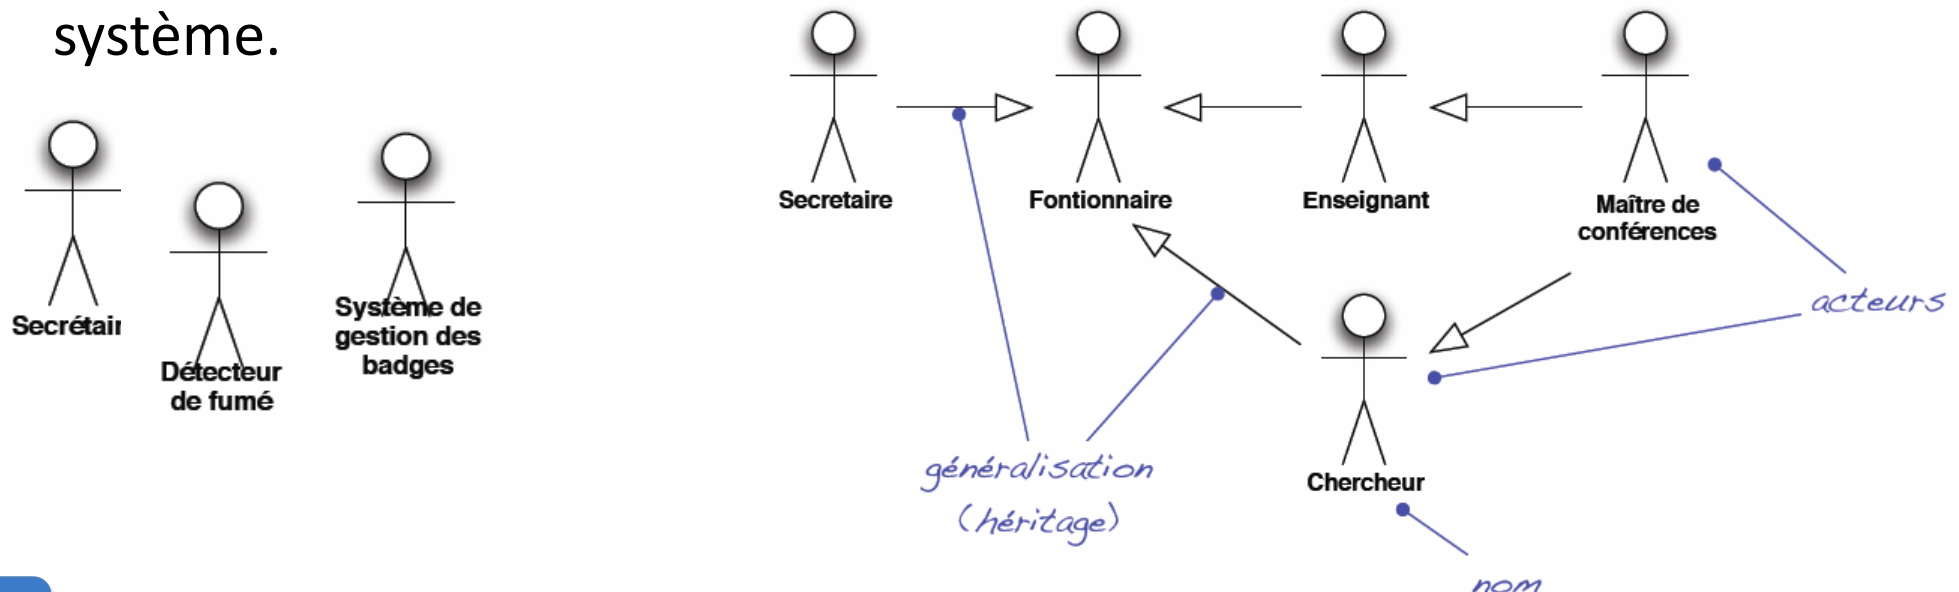 système.
Secrétair
Détecteur
de fumé
Système de
gestion des
badges
Secretaire
Fontionnaire
Enseignant
Maître de
conférences
acteurs
Chercheur
généralisation
(héritage)
nom